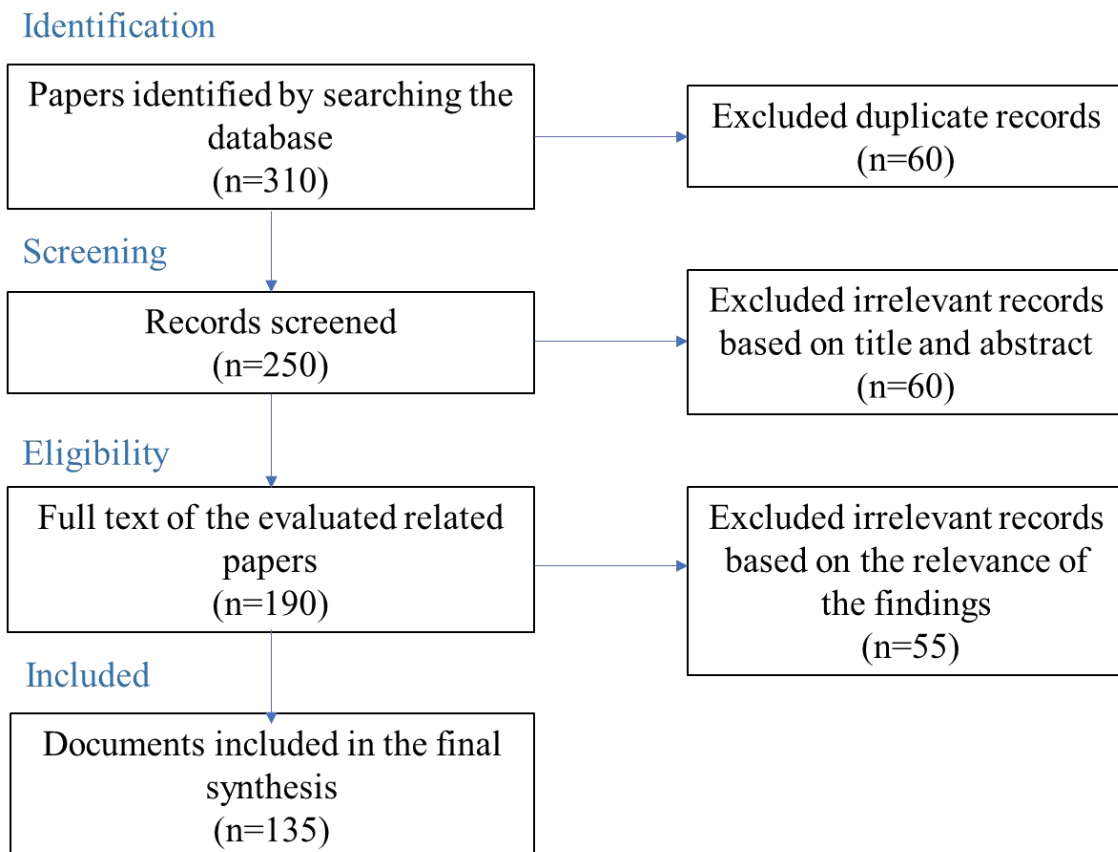 Identification
Papers identified by searching the
database
(n=310)
Excluded duplicate records
(n=60)
Screening
Records screened
(n=250)
Excluded irrelevant records
based on title and abstract
(n=60)
Eligibility
Full text of the evaluated related
papers
(n=190)
Excluded irrelevant records
based on the relevance of
the findings
(n=55)
Included
Documents included in the final
synthesis
(n=135)